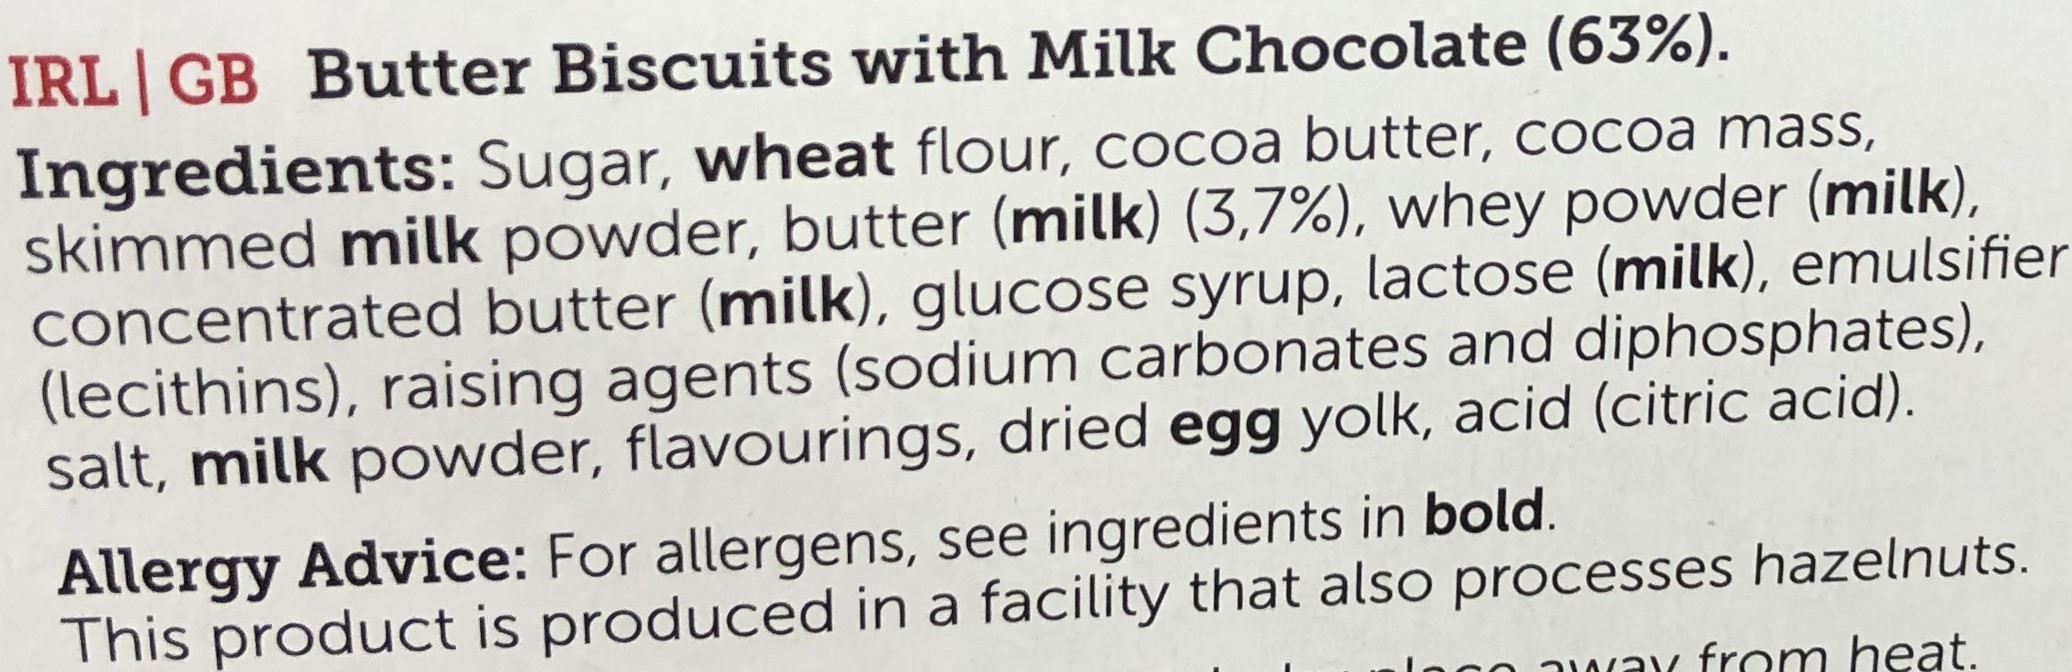 IRL | GB Butter Biscuits with Milk Chocolate (63%).
Ingredients: Sugar, wheat flour, cocoa butter, cocoa mass,
skimmed milk powder, butter (milk) (3,7%), whey powder (milk),
concentrated butter (milk), glucose syrup, lactose (milk), emulsifier
(lecithins), raising agents (sodium carbonates and diphosphates),
salt, milk powder, flavourings, dried egg yolk, acid (citric acid).
Allergy Advice: For allergens, see ingredients in bold.
This product is produced in a facility that also processes hazelnuts.
place away from heat.